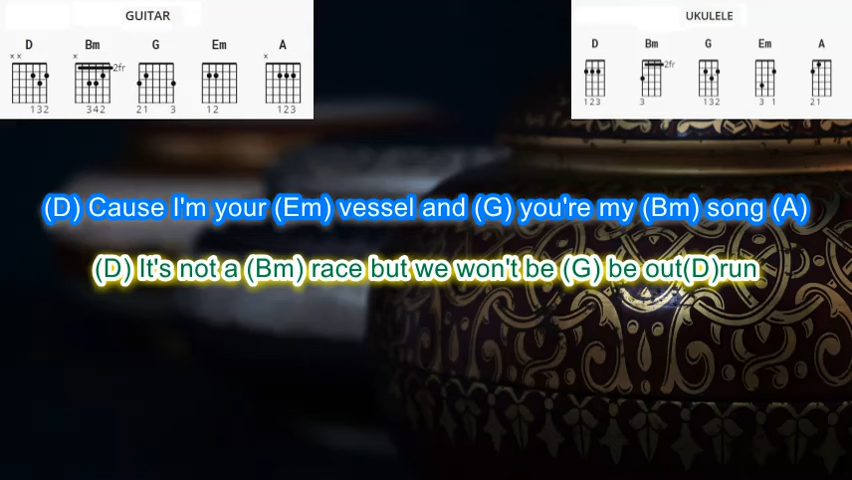 GUITAR
D Bm G Em A
x x x 2fr x
132 342 21 3 12 123
UKULELE
D Bm G Em A
2fr
123 3 132 3 1 21
(D) Cause I'm your (Em) vessel and (G) you're my (Bm) song (A)
(D) It's not a (Bm) race but we won't be (G) be out(D)run